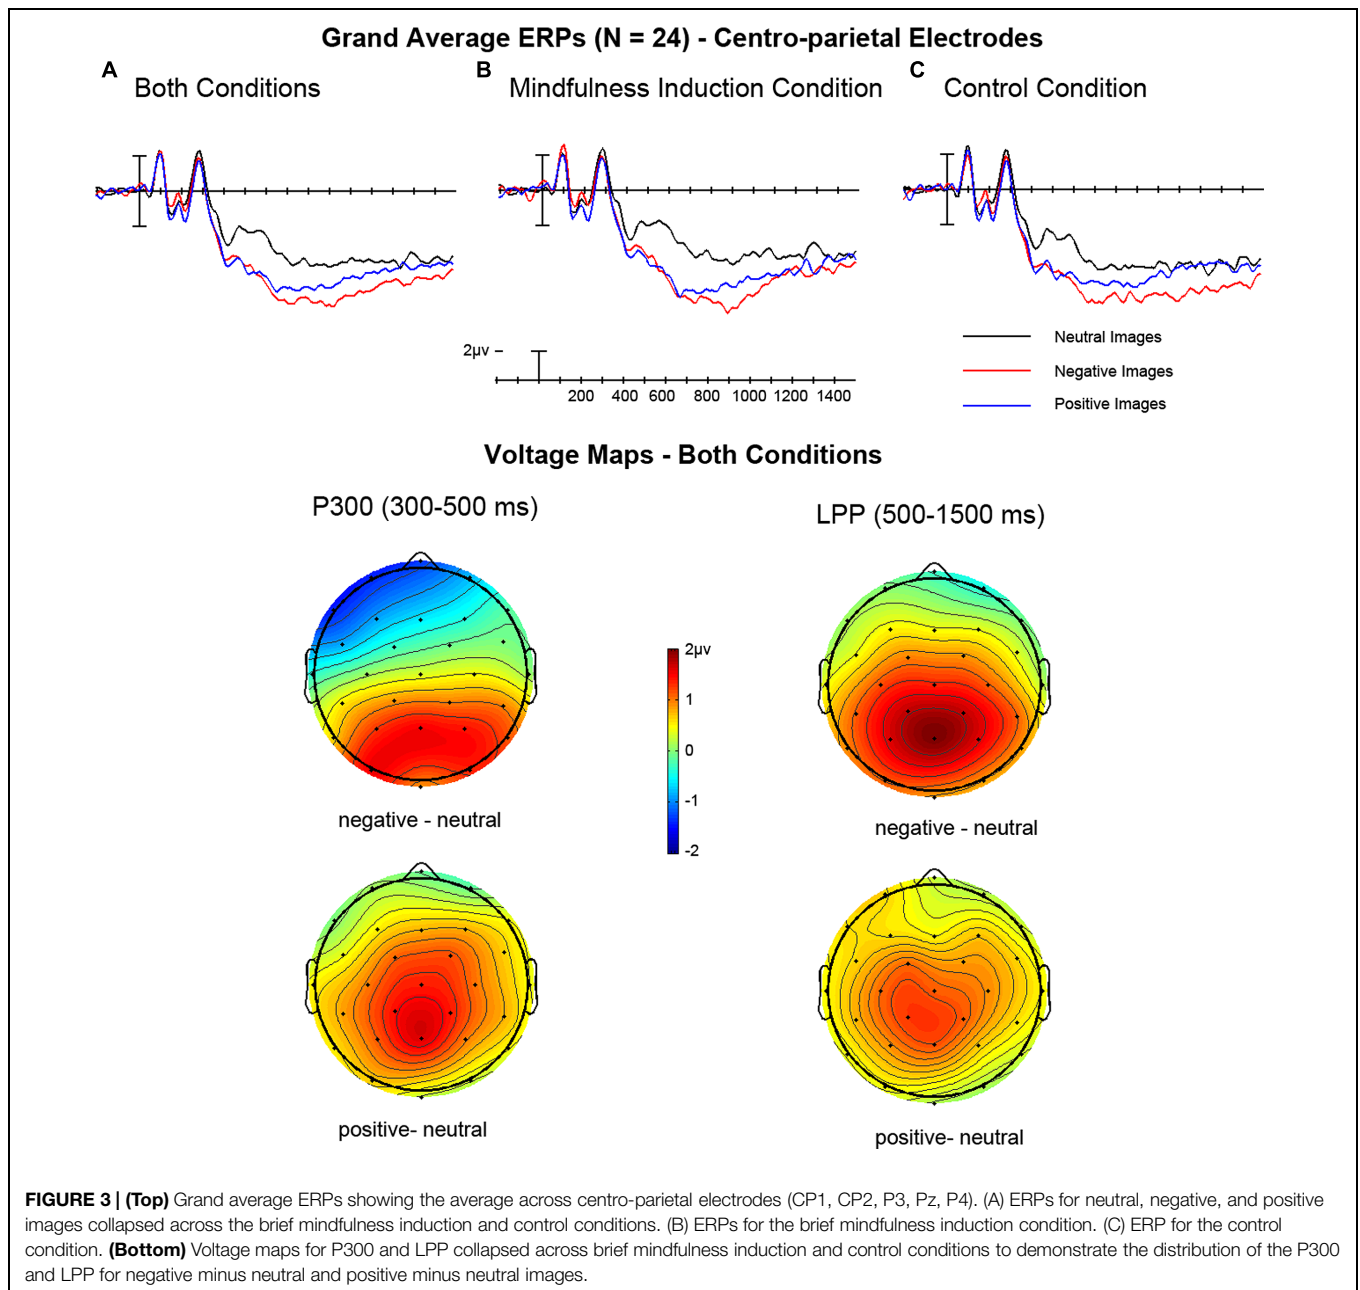 Grand Average ERPs (N = 24) - Centro-parietal Electrodes
A
Both Conditions
B
Mindfulness Induction Condition
C
Control Condition
2µv
200 400 600 800 1000 1200 1400
Neutral Images
Negative Images
Positive Images
Voltage Maps - Both Conditions
P300 (300-500 ms)
LPP (500-1500 ms)
2µv
1
0
-1
-2
negative - neutral
negative - neutral
positive- neutral
positive- neutral
FIGURE 3 | (Top) Grand average ERPs showing the average across centro-parietal electrodes (CP1, CP2, P3, Pz, P4). (A) ERPs for neutral, negative, and positive
images collapsed across the brief mindfulness induction and control conditions. (B) ERPs for the brief mindfulness induction condition. (C) ERP for the control
condition. (Bottom) Voltage maps for P300 and LPP collapsed across brief mindfulness induction and control conditions to demonstrate the distribution of the P300
and LPP for negative minus neutral and positive minus neutral images.